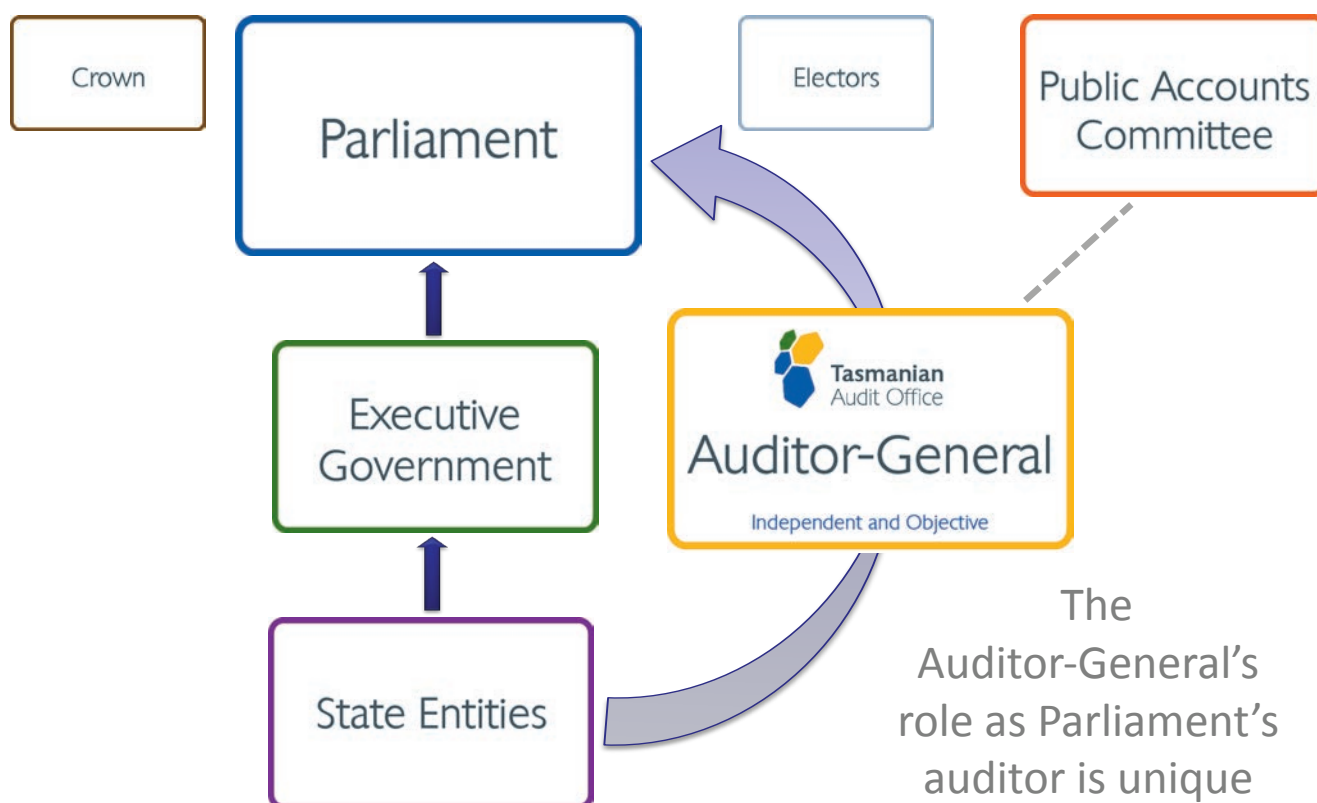 Crown
Parliament
Electors
Public Accounts
Committee
Executive
Government
Tasmanian
Audit Office
Auditor-General
Independent and Objective
State Entities
The
Auditor-General’s
role as Parliament’s
auditor is unique